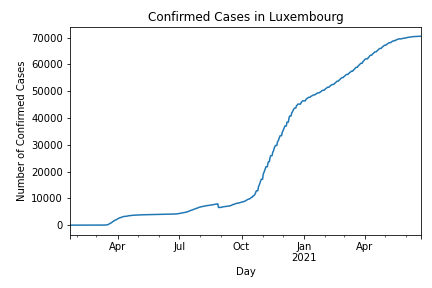 Confirmed Cases in Luxembourg
Number of Confirmed Cases
70000
60000
50000
40000
30000
20000
10000
0
Apr Jul Oct Jan Apr
2021
Day